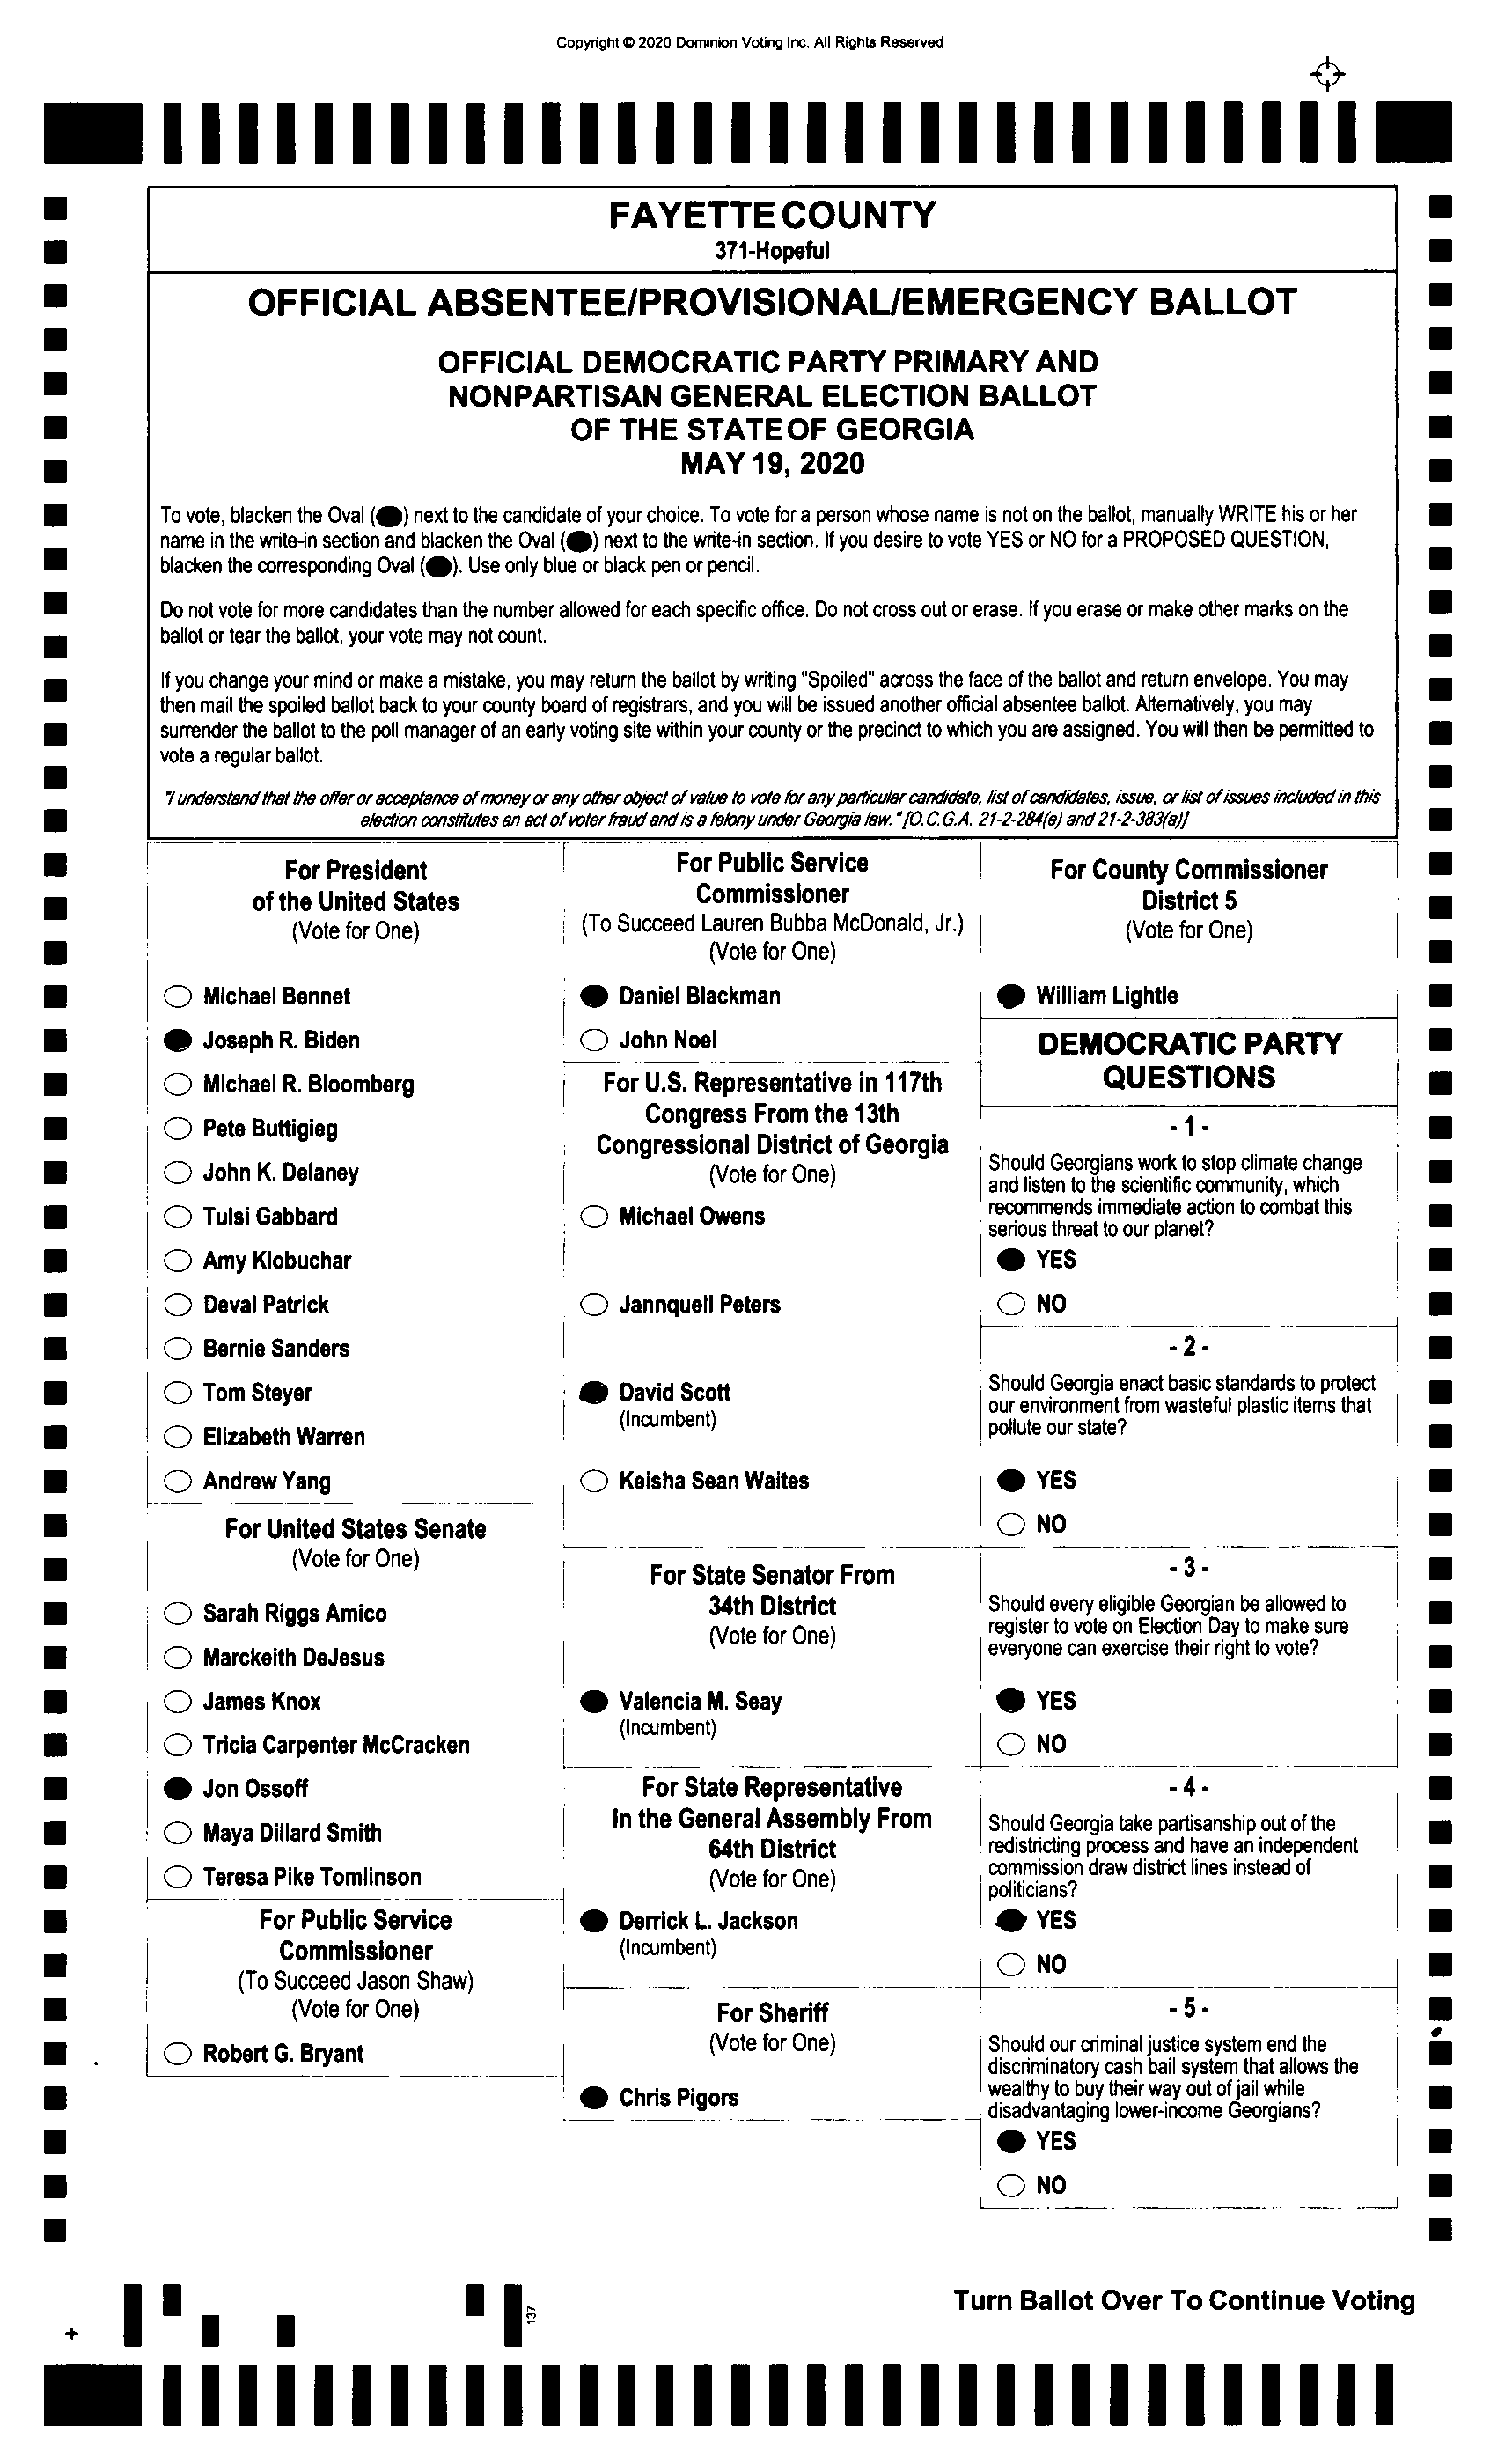 Copyright © 2020 Dominion Voting Inc. All Rights Reserved
FAYETTE COUNTY
371-Hopeful
OFFICIAL ABSENTEE/PROVISIONAL/EMERGENCY BALLOT
OFFICIAL DEMOCRATIC PARTY PRIMARY AND
NONPARTISAN GENERAL ELECTION BALLOT
OF THE STATE OF GEORGIA
MAY 19, 2020
To vote, blacken the Oval (●) next to the candidate of your choice. To vote for a person whose name is not on the ballot, manually WRITE his or her
name in the write-in section and blacken the Oval (●) next to the write-in section. If you desire to vote YES or NO for a PROPOSED QUESTION,
blacken the corresponding Oval (●). Use only blue or black pen or pencil.
Do not vote for more candidates than the number allowed for each specific office. Do not cross out or erase. If you erase or make other marks on the
ballot or tear the ballot, your vote may not count.
If you change your mind or make a mistake, you may return the ballot by writing "Spoiled" across the face of the ballot and return envelope. You may
then mail the spoiled ballot back to your county board of registrars, and you will be issued another official absentee ballot. Alternatively, you may
surrender the ballot to the poll manager of an early voting site within your county or the precinct to which you are assigned. You will then be permitted to
vote a regular ballot.
"I understand that the offer or acceptance of money or any other object of value to vote for any particular candidate, list of candidates, issue, or list of issues included in this
election constitutes an act of voter fraud and is a felony under Georgia law." [O.C.G.A. 21-2-284(e) and 21-2-383(a)]
For President
of the United States
(Vote for One)
Michael Bennet
Joseph R. Biden
Michael R. Bloomberg
Pete Buttigieg
John K. Delaney
Tulsi Gabbard
Amy Klobuchar
Deval Patrick
Bernie Sanders
Tom Steyer
Elizabeth Warren
Andrew Yang
For United States Senate
(Vote for One)
Sarah Riggs Amico
Marckeith DeJesus
James Knox
Tricia Carpenter McCracken
Jon Ossoff
Maya Dillard Smith
Teresa Pike Tomlinson
For Public Service
Commissioner
(To Succeed Jason Shaw)
(Vote for One)
Robert G. Bryant
For Public Service
Commissioner
(To Succeed Lauren Bubba McDonald, Jr.)
(Vote for One)
Daniel Blackman
John Noel
For U.S. Representative in 117th
Congress From the 13th
Congressional District of Georgia
(Vote for One)
Michael Owens
Jannquell Peters
David Scott
(Incumbent)
Keisha Sean Waites
For State Senator From
34th District
(Vote for One)
Valencia M. Seay
(Incumbent)
For State Representative
In the General Assembly From
64th District
(Vote for One)
Derrick L. Jackson
(Incumbent)
For Sheriff
(Vote for One)
Chris Pigors
For County Commissioner
District 5
(Vote for One)
William Lightle
DEMOCRATIC PARTY
QUESTIONS
- 1 -
Should Georgians work to stop climate change
and listen to the scientific community, which
recommends immediate action to combat this
serious threat to our planet?
YES
NO
- 2 -
Should Georgia enact basic standards to protect
our environment from wasteful plastic items that
pollute our state?
YES
NO
- 3 -
Should every eligible Georgian be allowed to
register to vote on Election Day to make sure
everyone can exercise their right to vote?
YES
NO
- 4 -
Should Georgia take partisanship out of the
redistricting process and have an independent
commission draw district lines instead of
politicians?
YES
NO
- 5 -
Should our criminal justice system end the
discriminatory cash bail system that allows the
wealthy to buy their way out of jail while
disadvantaging lower-income Georgians?
YES
NO
137
Turn Ballot Over To Continue Voting